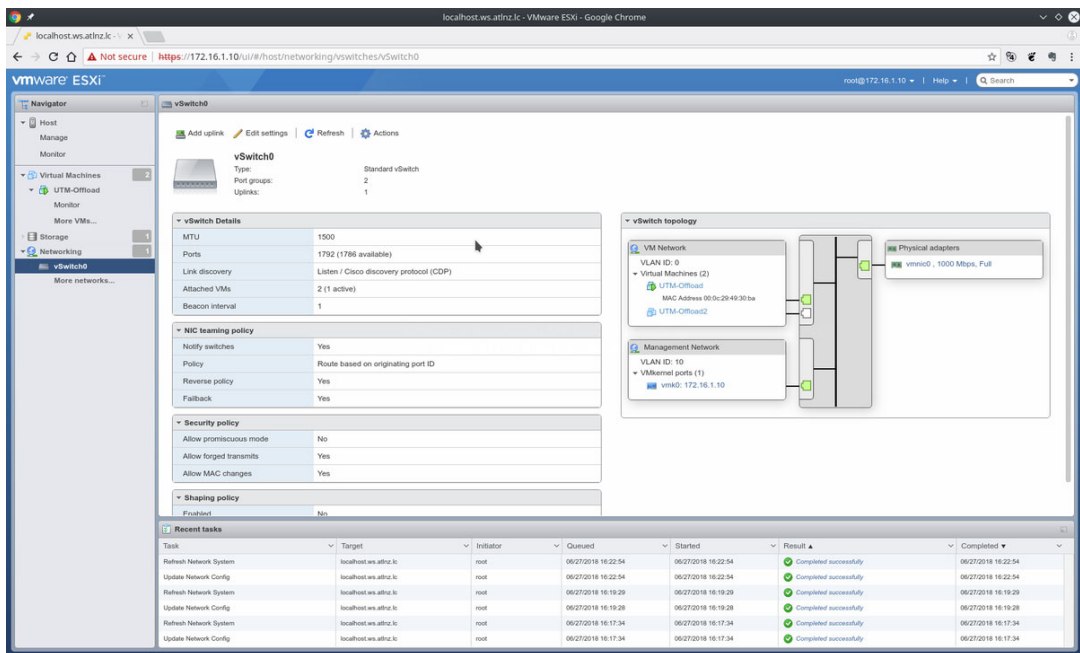 localhost.ws.atlnz.lc - VMware ESXi - Google Chrome
localhost.ws.atlnz.lc - V
Not secure | https://172.16.1.10/ui/#/host/networking/vswitches/vSwitch0
vmware ESXi
root@172.16.1.10 | Help | Search
Navigator
Host
Manage
Monitor
Virtual Machines 2
UTM-Offload
Monitor
More VMs...
Storage 1
Networking 1
vSwitch0
More networks...
vSwitch0
Add uplink Edit settings Refresh Actions
vSwitch0
Type: Standard vSwitch
Port groups: 2
Uplinks: 1
vSwitch Details
MTU 1500
Ports 1792 (1786 available)
Link discovery Listen / Cisco discovery protocol (CDP)
Attached VMs 2 (1 active)
Beacon interval 1
NIC teaming policy
Notify switches Yes
Policy Route based on originating port ID
Reverse policy Yes
Failback Yes
Security policy
Allow promiscuous mode No
Allow forged transmits Yes
Allow MAC changes Yes
Shaping policy
Enabled No
vSwitch topology
VM Network
VLAN ID: 0
Virtual Machines (2)
UTM-Offload
MAC Address 00:0c:29:49:30:ba
UTM-Offload2
Management Network
VLAN ID: 10
VMkernel ports (1)
vmk0: 172.16.1.10
Physical adapters
vmnic0 , 1000 Mbps, Full
Recent tasks
Task Target Initiator Queued Started Result Completed
Refresh Network System localhost.ws.atlnz.lc root 06/27/2018 16:22:54 06/27/2018 16:22:54 Completed successfully 06/27/2018 16:22:54
Update Network Config localhost.ws.atlnz.lc root 06/27/2018 16:22:54 06/27/2018 16:22:54 Completed successfully 06/27/2018 16:22:54
Refresh Network System localhost.ws.atlnz.lc root 06/27/2018 16:19:29 06/27/2018 16:19:29 Completed successfully 06/27/2018 16:19:29
Update Network Config localhost.ws.atlnz.lc root 06/27/2018 16:19:28 06/27/2018 16:19:28 Completed successfully 06/27/2018 16:19:28
Refresh Network System localhost.ws.atlnz.lc root 06/27/2018 16:17:34 06/27/2018 16:17:34 Completed successfully 06/27/2018 16:17:34
Update Network Config localhost.ws.atlnz.lc root 06/27/2018 16:17:34 06/27/2018 16:17:34 Completed successfully 06/27/2018 16:17:34